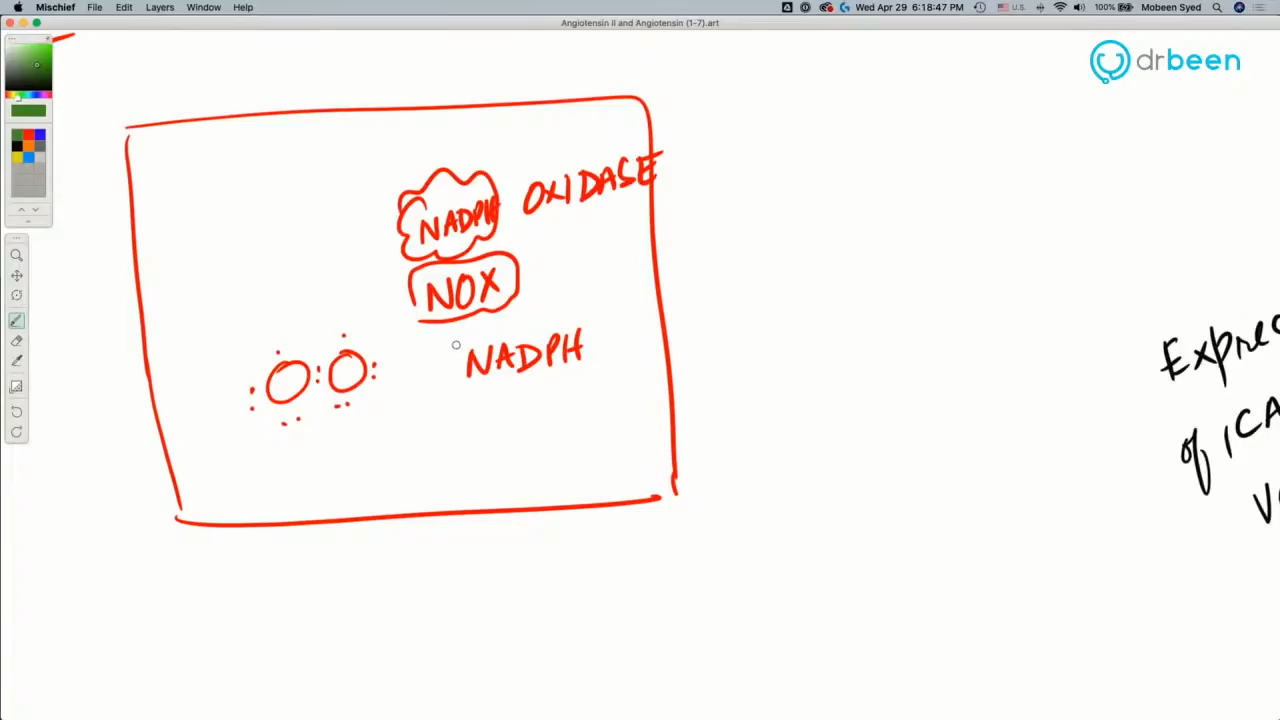 Mischief File Edit Layers Window Help
U.S. 100% Wed Apr 29 6:18:47 PM Mobeen Syed
Angiotensin ii and Angiotensin (1-7).art
drbeen
NADPH OXIDASE
NOX
NADPH
O : O
of